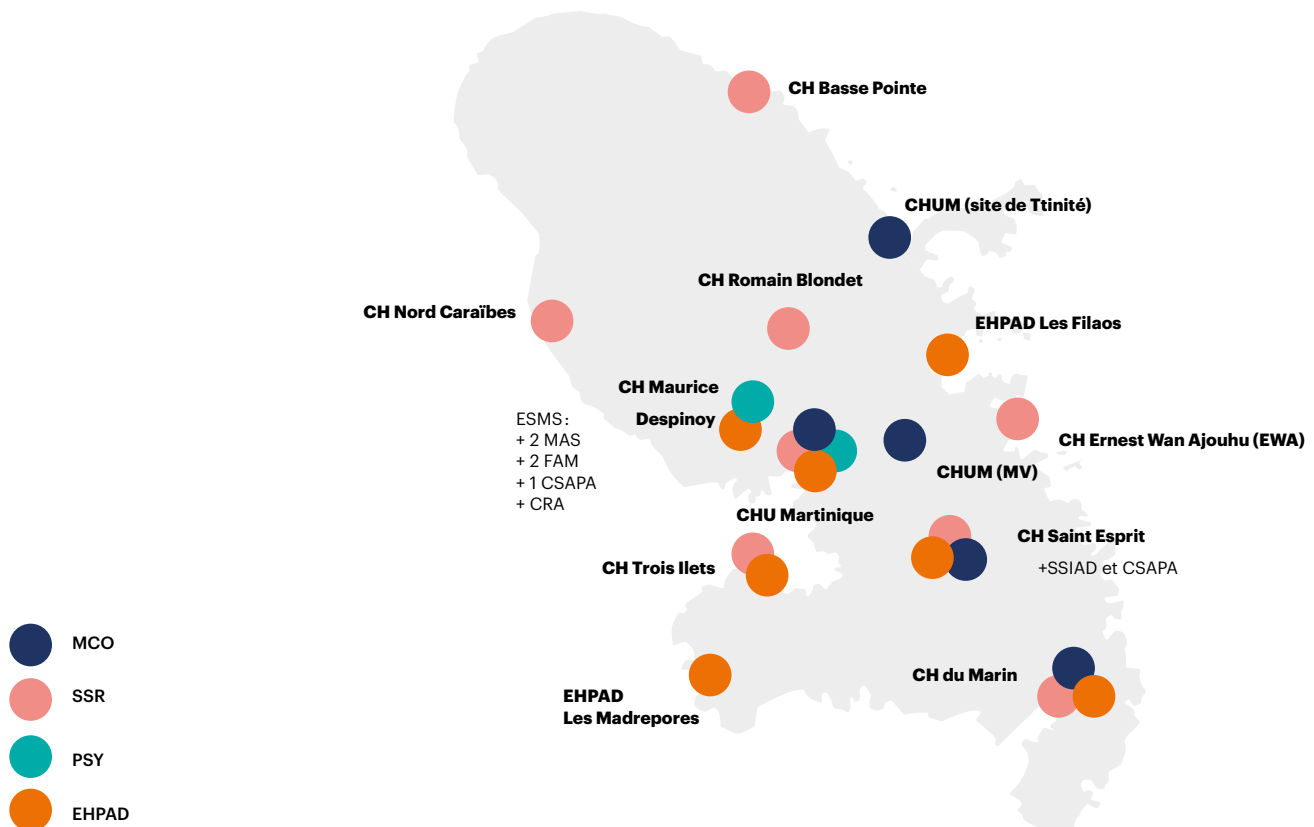 CH Basse Pointe
CHUM (site de Ttinité)
CH Romain Blondet
CH Nord Caraïbes
EHPAD Les Filaos
CH Maurice
Despinoy
ESMS :
+ 2 MAS
+ 2 FAM
+ 1 CSAPA
+ CRA
CH Ernest Wan Ajouhu (EWA)
CHUM (MV)
CHU Martinique
CH Saint Esprit
+SSIAD et CSAPA
CH Trois Ilets
CH du Marin
EHPAD
Les Madrepores
MCO
SSR
PSY
EHPAD